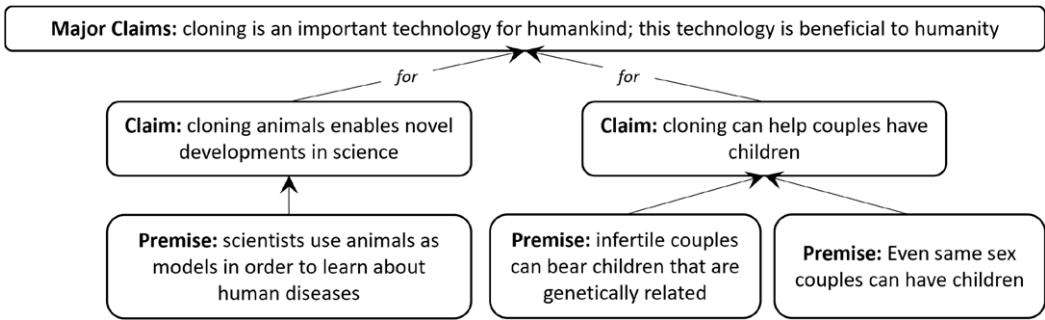 Major Claims: cloning is an important technology for humankind; this technology is beneficial to humanity
for
for
Claim: cloning animals enables novel
developments in science
Claim: cloning can help couples have
children
Premise: scientists use animals as
models in order to learn about
human diseases
Premise: infertile couples
can bear children that are
genetically related
Premise: Even same sex
couples can have children